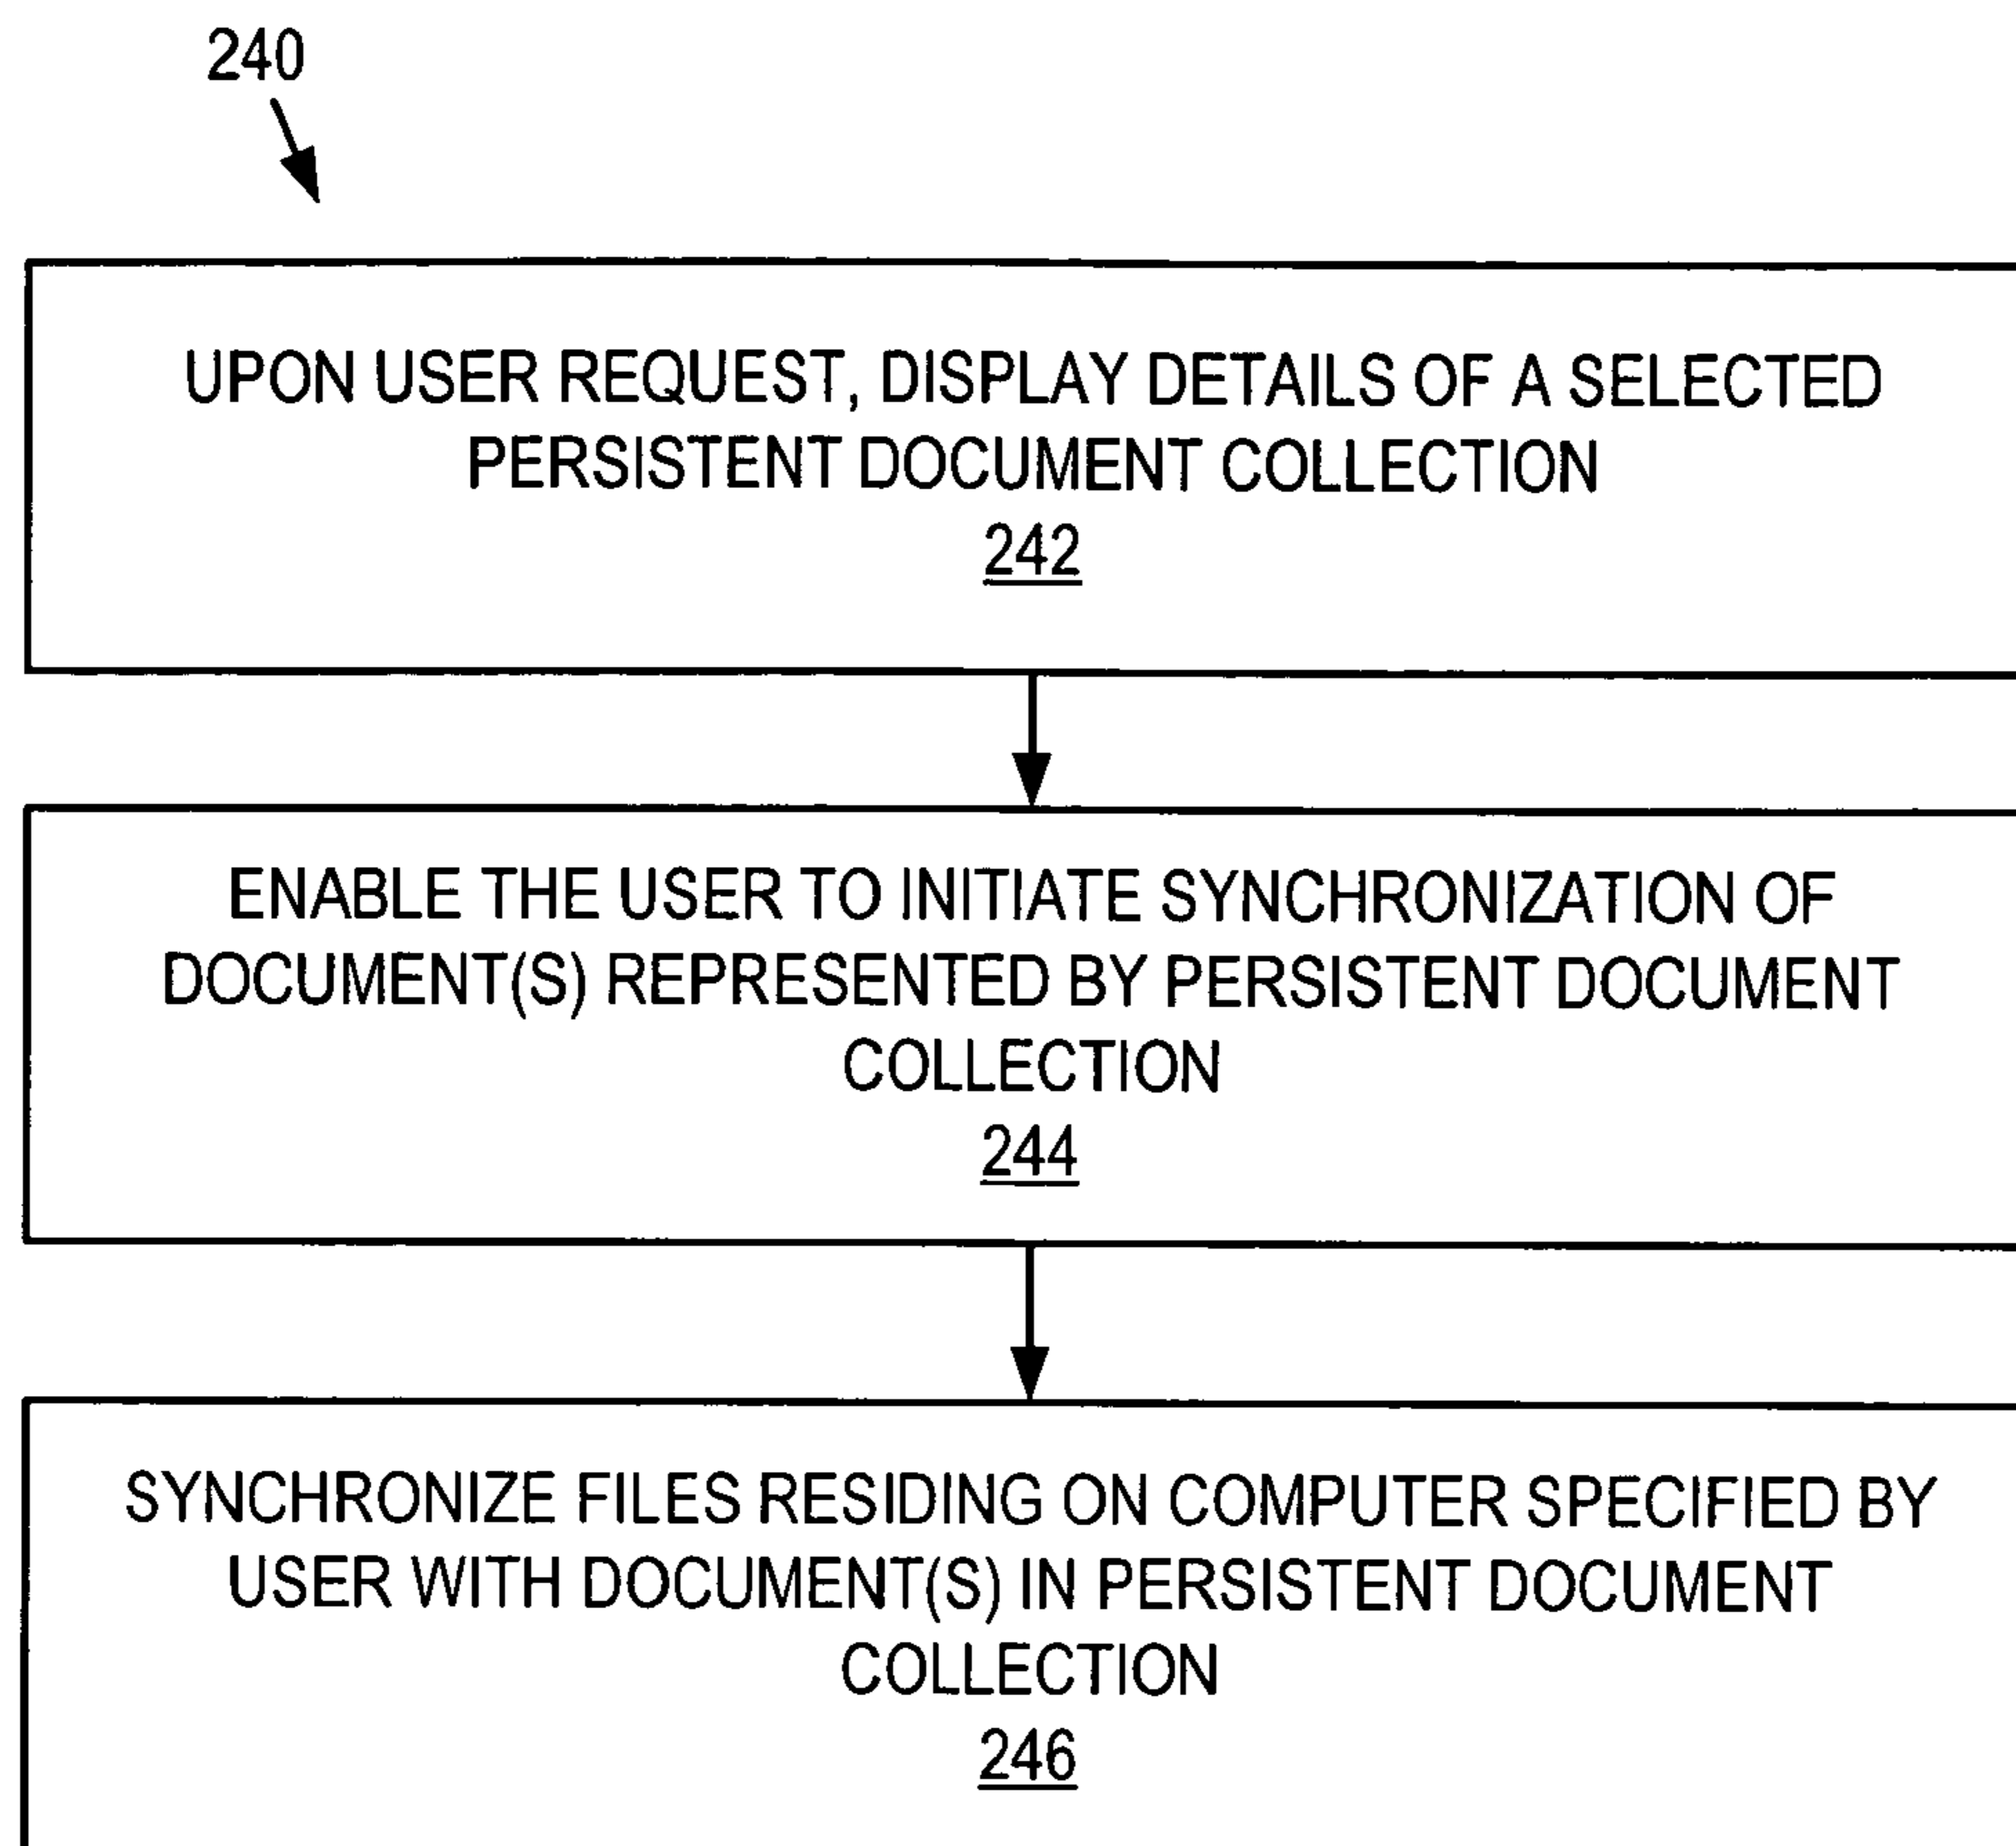 240
UPON USER REQUEST, DISPLAY DETAILS OF A SELECTED
PERSISTENT DOCUMENT COLLECTION
242
ENABLE THE USER TO INITIATE SYNCHRONIZATION OF
DOCUMENT(S) REPRESENTED BY PERSISTENT DOCUMENT
COLLECTION
244
SYNCHRONIZE FILES RESIDING ON COMPUTER SPECIFIED BY
USER WITH DOCUMENT(S) IN PERSISTENT DOCUMENT
COLLECTION
246